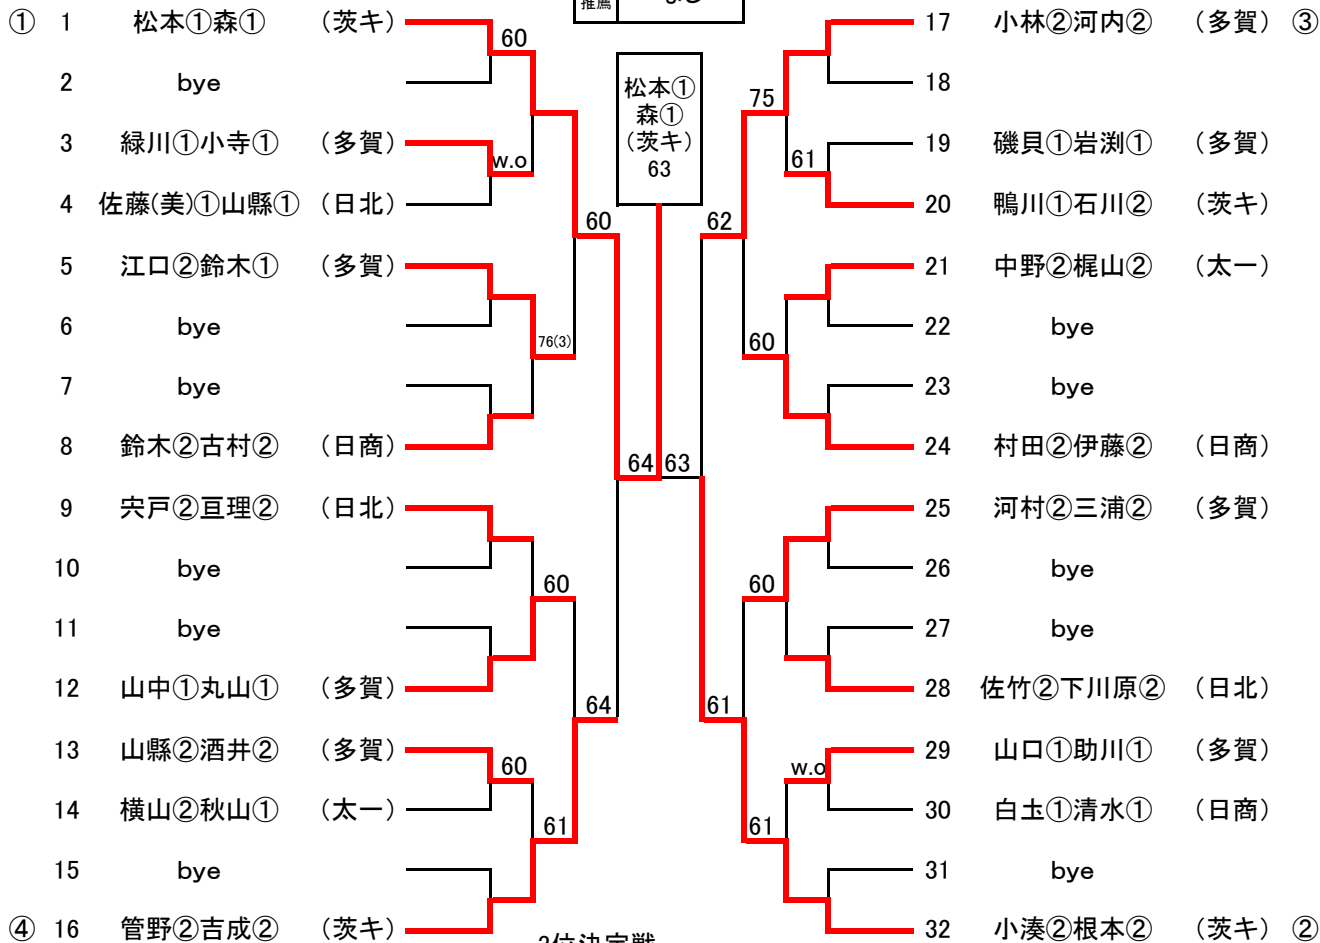 推薦
① 1 松本①森① （茨キ）
2 bye
3 緑川①小寺① （多賀）
4 佐藤(美)①山縣① （日北）
5 江口②鈴木① （多賀）
6 bye
7 bye
8 鈴木②古村② （日商）
9 宍戸②亘理② （日北）
10 bye
11 bye
12 山中①丸山① （多賀）
13 山縣②酒井② （多賀）
14 横山②秋山① （太一）
15 bye
④ 16 管野②吉成② （茨キ）
60
w.o
60
76(3)
60
64
60
61
64
松本①
森①
（茨キ）
63
64 63
75
61
62
60
60
61
w.o
61
17 小林②河内② （多賀） ③
18
19 磯貝①岩渕① （多賀）
20 鴨川①石川② （茨キ）
21 中野②梶山② （太一）
22 bye
23 bye
24 村田②伊藤② （日商）
25 河村②三浦② （多賀）
26 bye
27 bye
28 佐竹②下川原② （日北）
29 山口①助川① （多賀）
30 白土①清水① （日商）
31 bye
32 小湊②根本② （茨キ） ②